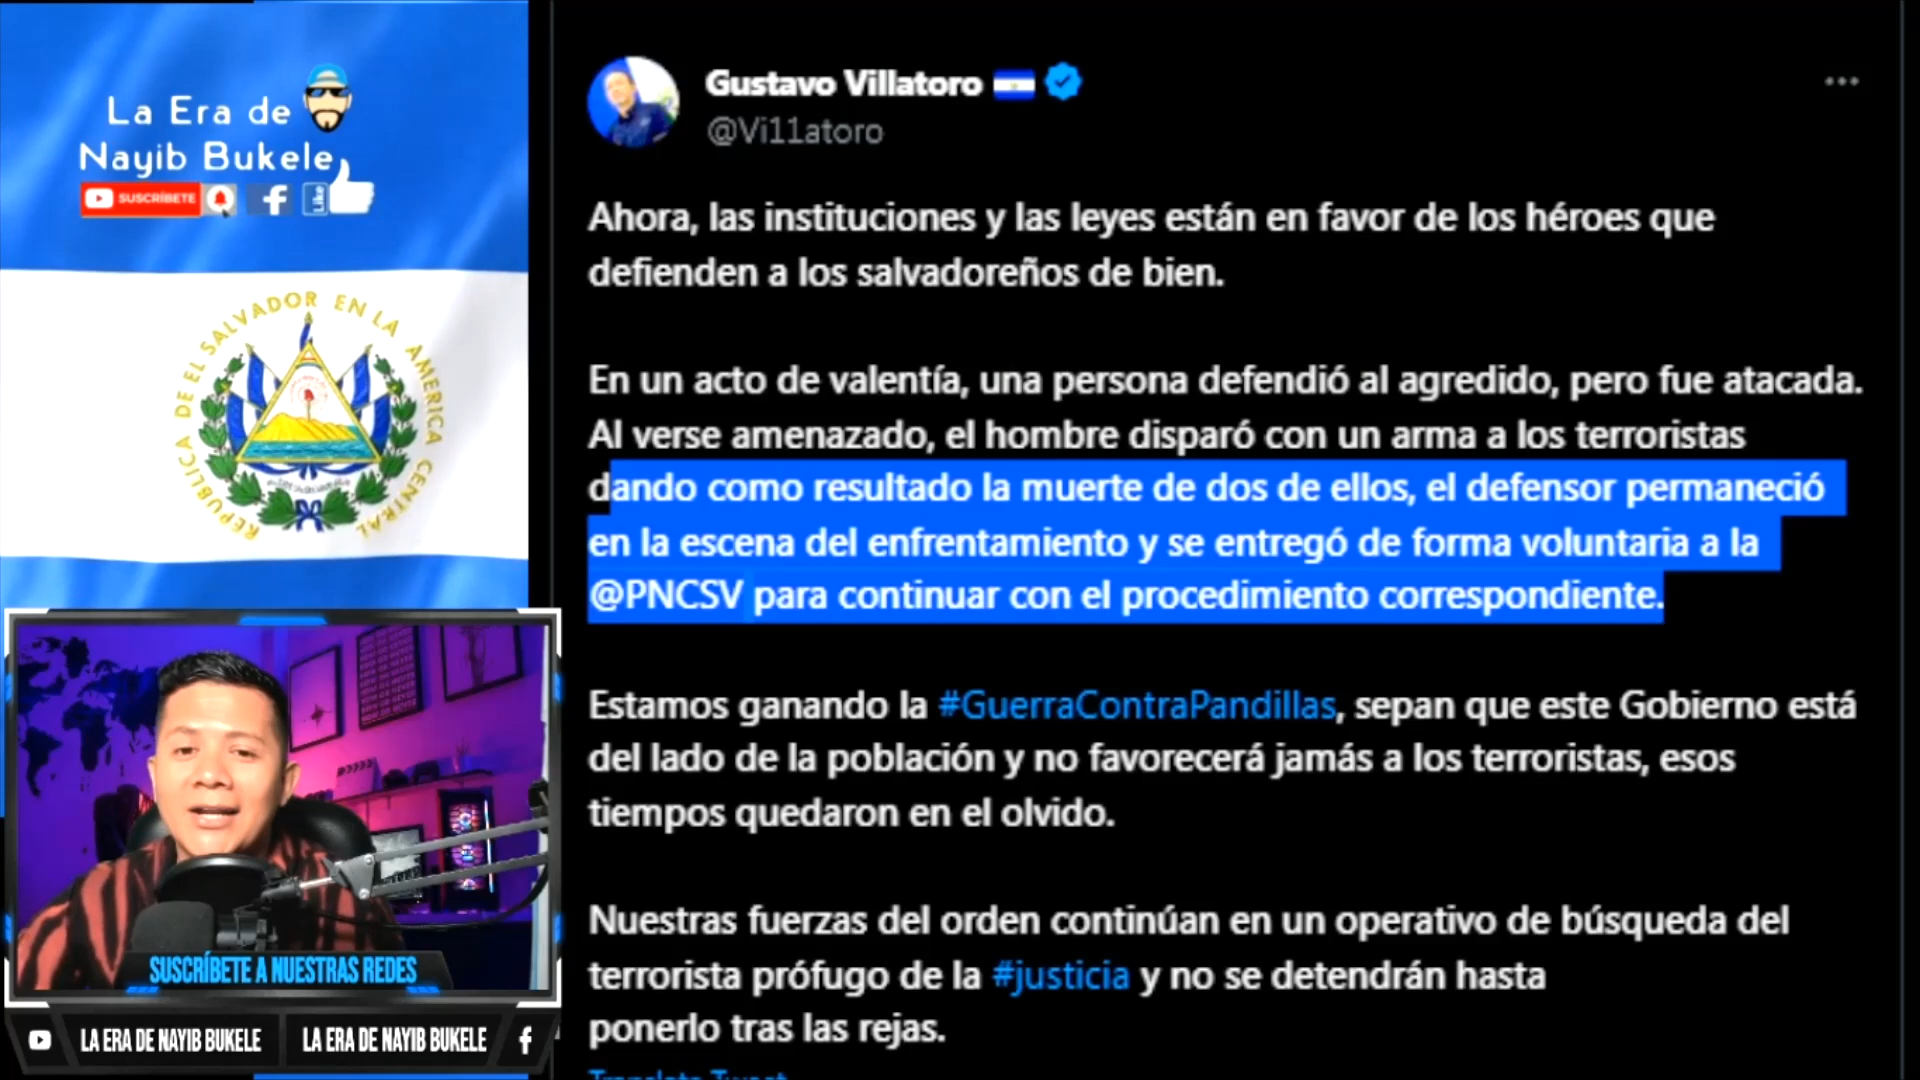 La Era de
Nayib Bukele
SUSCRÍBETE
Like
REPUBLICA DE EL SALVADOR EN LA AMERICA CENTRAL
SUSCRÍBETE A NUESTRAS REDES
LA ERA DE NAYIB BUKELE
LA ERA DE NAYIB BUKELE
Gustavo Villatoro
@Vi11atoro
Ahora, las instituciones y las leyes están en favor de los héroes que
defienden a los salvadoreños de bien.
En un acto de valentía, una persona defendió al agredido, pero fue atacada.
Al verse amenazado, el hombre disparó con un arma a los terroristas
dando como resultado la muerte de dos de ellos, el defensor permaneció
en la escena del enfrentamiento y se entregó de forma voluntaria a la
@PNCSV para continuar con el procedimiento correspondiente.
Estamos ganando la #GuerraContraPandillas, sepan que este Gobierno está
del lado de la población y no favorecerá jamás a los terroristas, esos
tiempos quedaron en el olvido.
Nuestras fuerzas del orden continúan en un operativo de búsqueda del
terrorista prófugo de la #justicia y no se detendrán hasta
ponerlo tras las rejas.
Translate Tweet